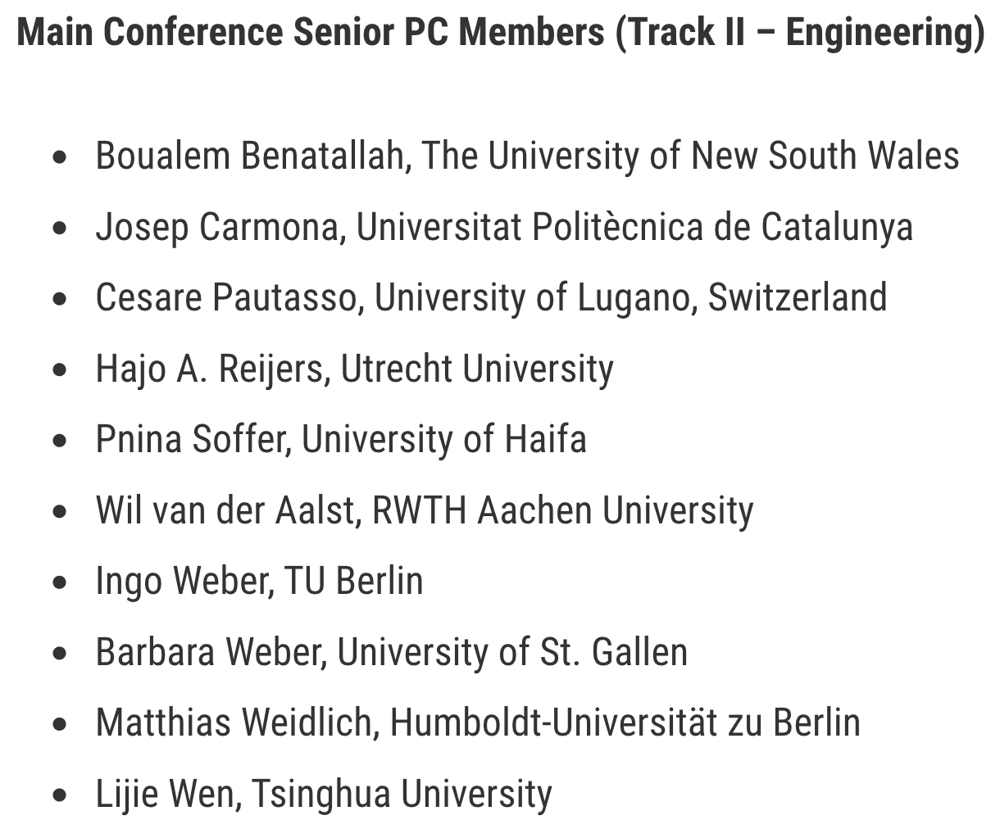 Main Conference Senior PC Members (Track II – Engineering)
• Boualem Benatallah, The University of New South Wales
• Josep Carmona, Universitat Politècnica de Catalunya
• Cesare Pautasso, University of Lugano, Switzerland
• Hajo A. Reijers, Utrecht University
• Pnina Soffer, University of Haifa
• Wil van der Aalst, RWTH Aachen University
• Ingo Weber, TU Berlin
• Barbara Weber, University of St. Gallen
• Matthias Weidlich, Humboldt-Universität zu Berlin
• Lijie Wen, Tsinghua University